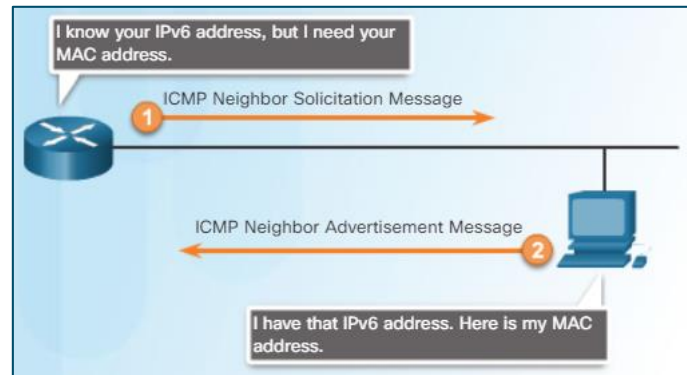 I know your IPv6 address, but I need your
MAC address.
ICMP Neighbor Solicitation Message
1
ICMP Neighbor Advertisement Message
2
I have that IPv6 address. Here is my MAC
address.